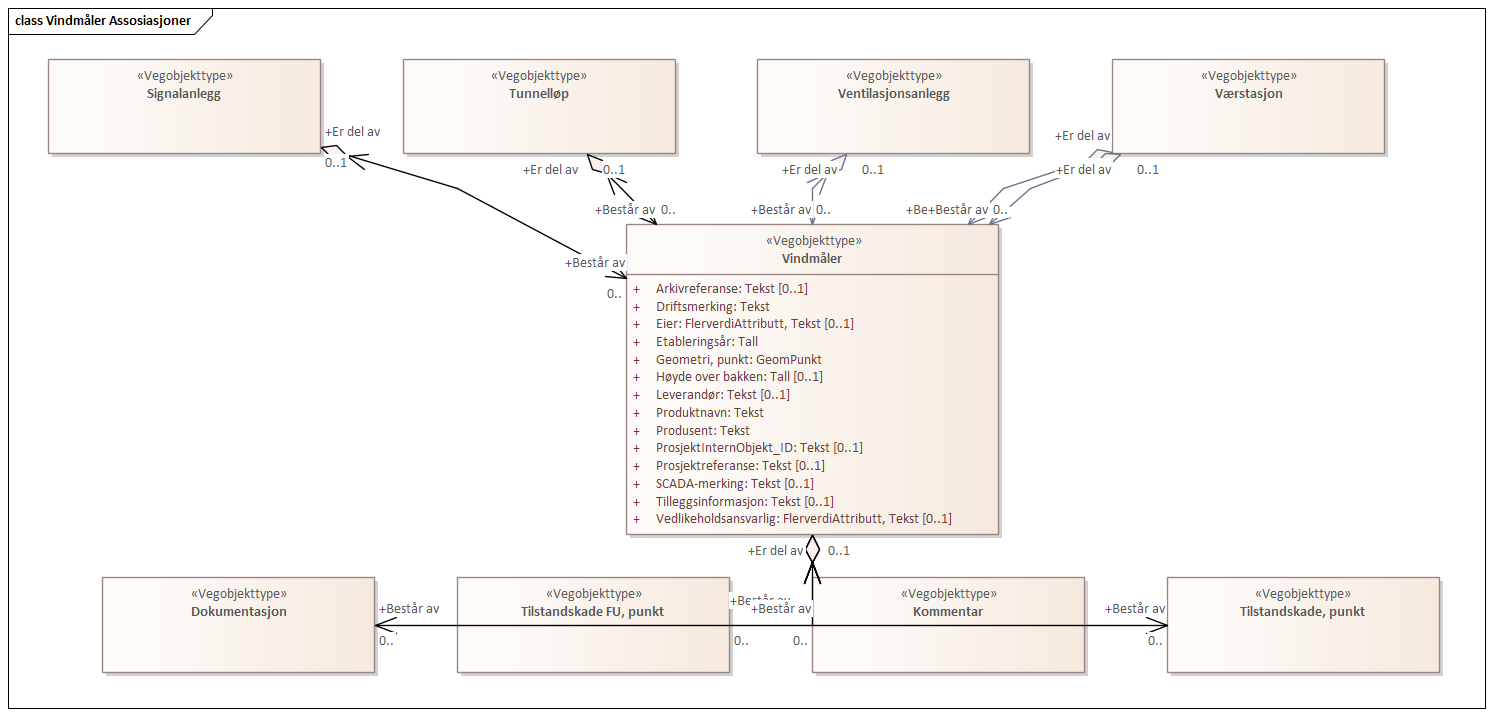 class Vindmåler Assosiasjoner
«Vegobjekttype»
Signalanlegg
«Vegobjekttype»
Tunnelløp
«Vegobjekttype»
Ventilasjonsanlegg
«Vegobjekttype»
Værstasjon
+Er del av
0..1
+Er del av
0..1
+Er del av
0..1
+Er del av
+Er del av
0..1
+Består av
0..
+Består av
0..
+Består av
0..
+Be+Består av
0..
«Vegobjekttype»
Vindmåler
+ Arkivreferanse: Tekst [0..1]
+ Driftsmerking: Tekst
+ Eier: FlerverdiAttributt, Tekst [0..1]
+ Etableringsår: Tall
+ Geometri, punkt: GeomPunkt
+ Høyde over bakken: Tall [0..1]
+ Leverandør: Tekst [0..1]
+ Produktnavn: Tekst
+ Produsent: Tekst
+ ProsjektInternObjekt_ID: Tekst [0..1]
+ Prosjektreferanse: Tekst [0..1]
+ SCADA-merking: Tekst [0..1]
+ Tilleggsinformasjon: Tekst [0..1]
+ Vedlikeholdsansvarlig: FlerverdiAttributt, Tekst [0..1]
+Er del av
0..1
«Vegobjekttype»
Dokumentasjon
+Består av
0..
«Vegobjekttype»
Tilstandskade FU, punkt
+Består av
0..
+Består av
0..
«Vegobjekttype»
Kommentar
+Består av
0..
«Vegobjekttype»
Tilstandskade, punkt